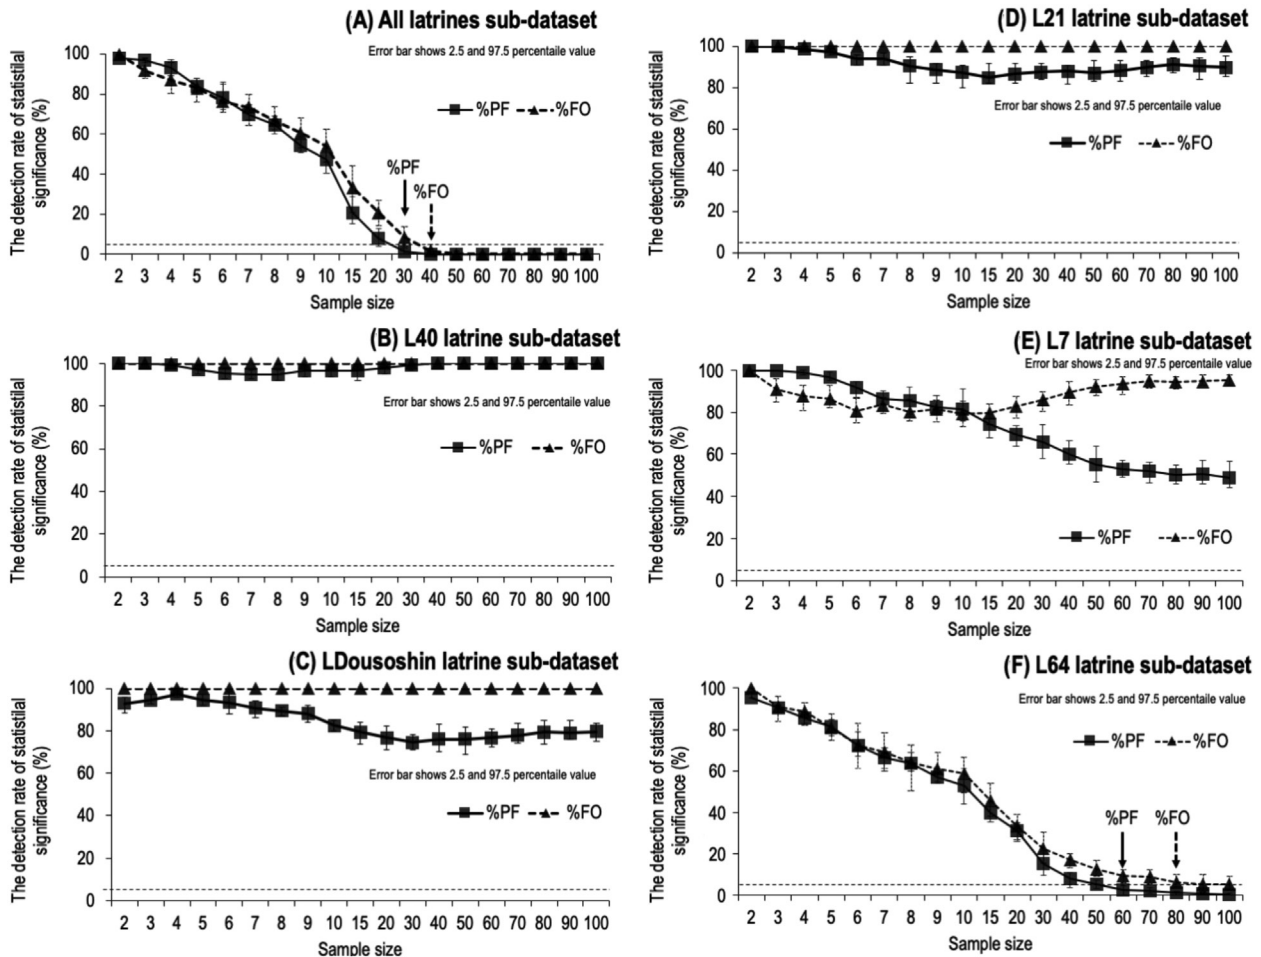 (A) All latrines sub-dataset
Error bar shows 2.5 and 97.5 percentaile value
The detection rate of statistilal
significance (%)
100
80
60
40
20
0
%PF
%FO
%PF
%FO
2 3 4 5 6 7 8 9 10 15 20 30 40 50 60 70 80 90 100
Sample size
(B) L40 latrine sub-dataset
Error bar shows 2.5 and 97.5 percentaile value
The detection rate of statistilal
significance (%)
100
80
60
40
20
0
%PF
%FO
2 3 4 5 6 7 8 9 10 15 20 30 40 50 60 70 80 90 100
Sample size
(C) LDousoshin latrine sub-dataset
Error bar shows 2.5 and 97.5 percentaile value
The detection rate of statistilal
significance (%)
100
80
60
40
20
0
%PF
%FO
2 3 4 5 6 7 8 9 10 15 20 30 40 50 60 70 80 90 100
Sample size
(D) L21 latrine sub-dataset
Error bar shows 2.5 and 97.5 percentaile value
The detection rate of statistilal
significance (%)
100
80
60
40
20
0
%PF
%FO
2 3 4 5 6 7 8 9 10 15 20 30 40 50 60 70 80 90 100
Sample size
(E) L7 latrine sub-dataset
Error bar shows 2.5 and 97.5 percentaile value
The detection rate of statistilal
significance (%)
100
80
60
40
20
0
%PF
%FO
2 3 4 5 6 7 8 9 10 15 20 30 40 50 60 70 80 90 100
Sample size
(F) L64 latrine sub-dataset
Error bar shows 2.5 and 97.5 percentaile value
The detection rate of statistilal
significance (%)
100
80
60
40
20
0
%PF
%FO
%PF
%FO
2 3 4 5 6 7 8 9 10 15 20 30 40 50 60 70 80 90 100
Sample size